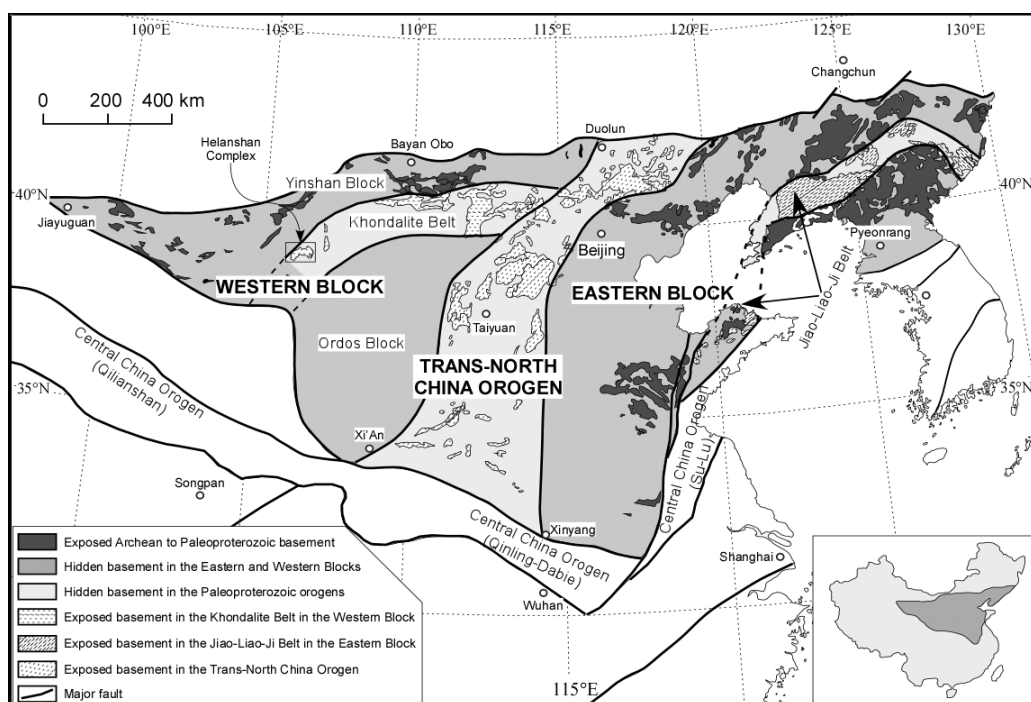 100°E
105°E
110°E
115°E
120°E
125°E
130°E
0 200 400 km
Changchun
Helanshan
Complex
Bayan Obo
Duolun
Yinshan Block
40°N
40°N
Jiayuguan
Khondalite Belt
Beijing
Pyeonrang
WESTERN BLOCK
EASTERN BLOCK
Jiao-Liao-Ji Belt
Taiyuan
Ordos Block
TRANS-NORTH
CHINA OROGEN
Central China Orogen
(Qilianshan)
35°N
35°N
Xi'An
Central China Orogen
(Su-Lu)
Songpan
Central China Orogen
(Qinling-Dabie)
Xinyang
Shanghai
Wuhan
115°E
Exposed Archean to Paleoproterozoic basement
Hidden basement in the Eastern and Western Blocks
Hidden basement in the Paleoproterozoic orogens
Exposed basement in the Khondalite Belt in the Western Block
Exposed basement in the Jiao-Liao-Ji Belt in the Eastern Block
Exposed basement in the Trans-North China Orogen
Major fault